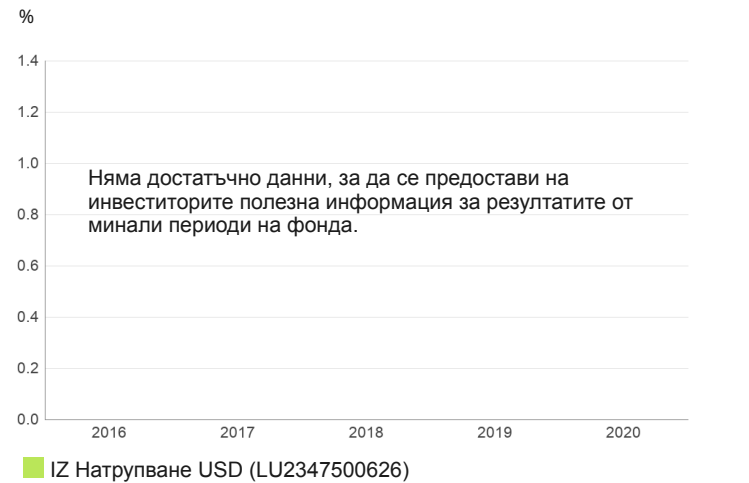 %
1.4
1.2
1.0
Няма достатъчно данни, за да се предостави на
инвеститорите полезна информация за резултатите от
0.8
минали периоди на фонда.
0.6
0.4
0.2
0.0
2016 2017 2018 2019 2020
IZ Натрупване USD (LU2347500626)